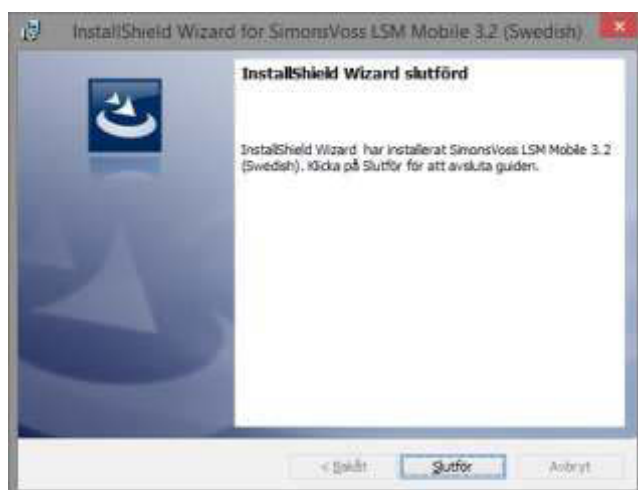 InstallShield Wizard för SimonsVoss LSM Mobile 3.2 (Swedish)
InstallShield Wizard slutförd
InstallShield Wizard har installerat SimonsVoss LSM Mobile 3.2
(Swedish). Klicka på Slutför för att avsluta guiden.
< Bakåt
Slutför
Avbryt